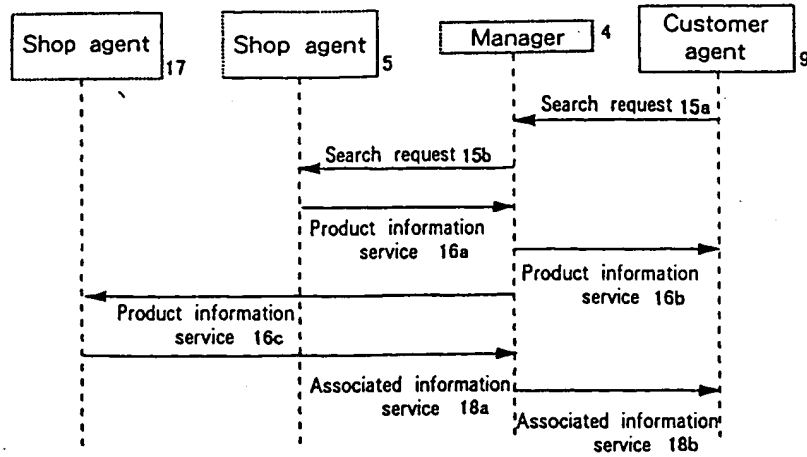 Shop agent
17
Shop agent
5
Manager
4
Customer
agent
9
Search request 15a
Search request 15b
Product information
service 16a
Product information
service 16b
Product information
service 16c
Associated information
service 18a
Associated information
service 18b